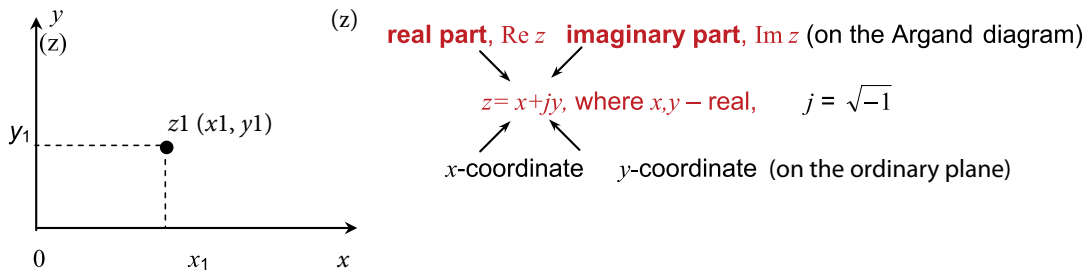 y
(z)
(z)
y₁
z1 (x1, y1)
0
x₁
x
real part, Re z imaginary part, Im z (on the Argand diagram)
z= x+jy, where x,y – real, j = √−1
x-coordinate y-coordinate (on the ordinary plane)